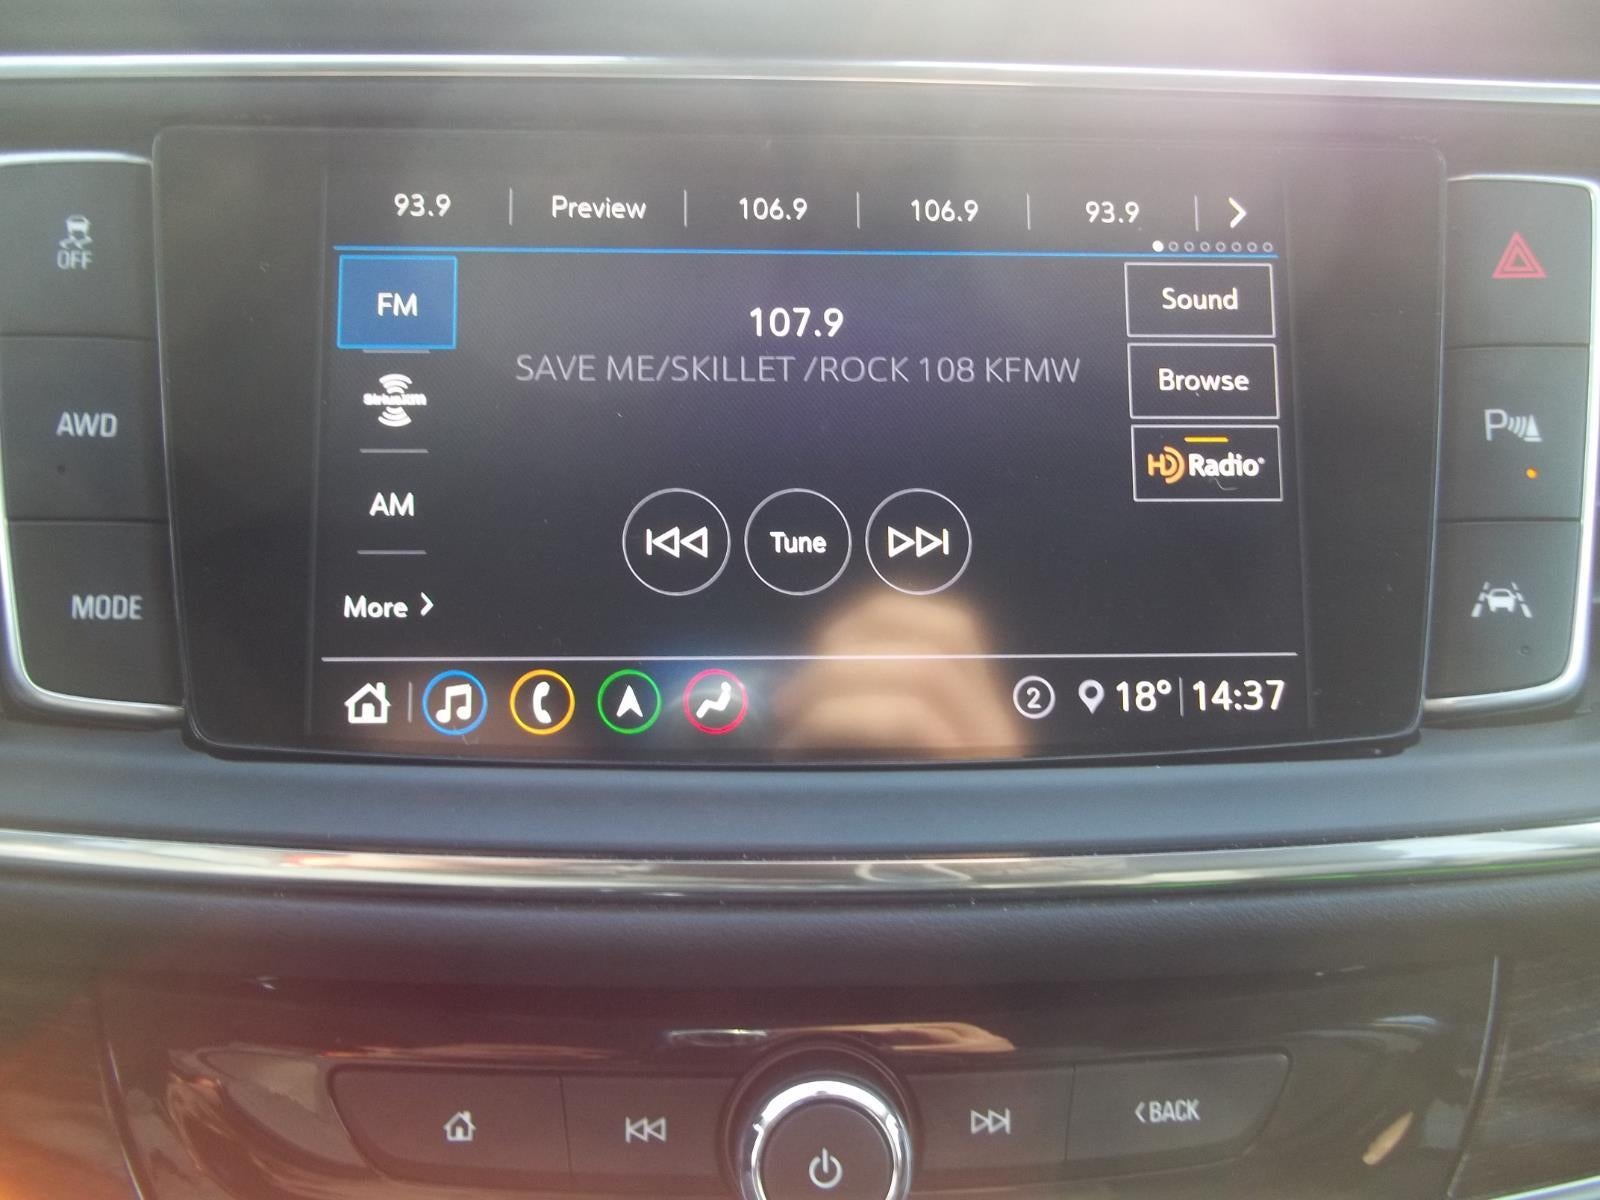 93.9 Preview 106.9 106.9 93.9
FM
107.9
SAVE ME/SKILLET /ROCK 108 KFMW
SiriusXM
AM
More
Tune
Sound
Browse
HD Radio
2 18° 14:37
OFF
AWD
MODE
P
BACK